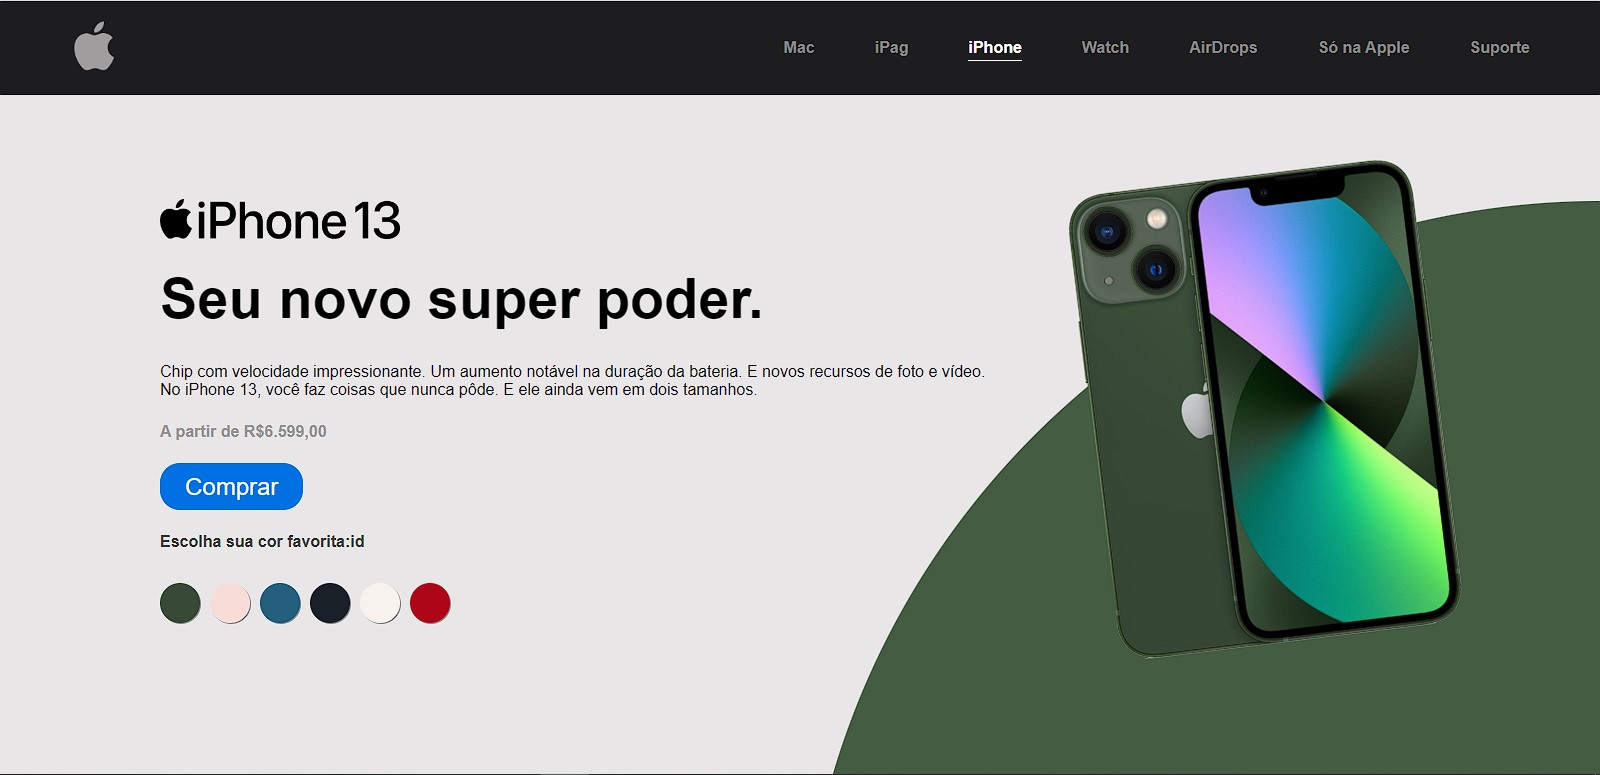 Mac
iPag
iPhone
Watch
AirDrops
Só na Apple
Suporte
iPhone 13
Seu novo super poder.
Chip com velocidade impressionante. Um aumento notável na duração da bateria. E novos recursos de foto e vídeo.
No iPhone 13, você faz coisas que nunca pôde. E ele ainda vem em dois tamanhos.
A partir de R$6.599,00
Comprar
Escolha sua cor favorita:id